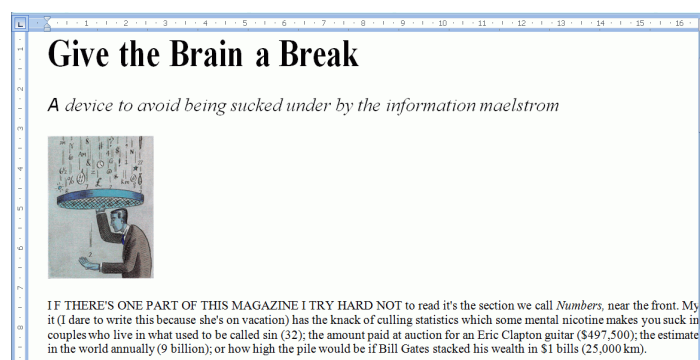 Give the Brain a Break
A device to avoid being sucked under by the information maelstrom
IF THERE'S ONE PART OF THIS MAGAZINE I TRY HARD NOT to read it's the section we call Numbers, near the front. My
it (I dare to write this because she's on vacation) has the knack of culling statistics which some mental nicotine makes you suck in
couples who live in what used to be called sin (32); the amount paid at auction for an Eric Clapton guitar ($497,500); the estimate
in the world annually (9 billion); or how high the pile would be if Bill Gates stacked his wealth in $1 bills (25,000 km).